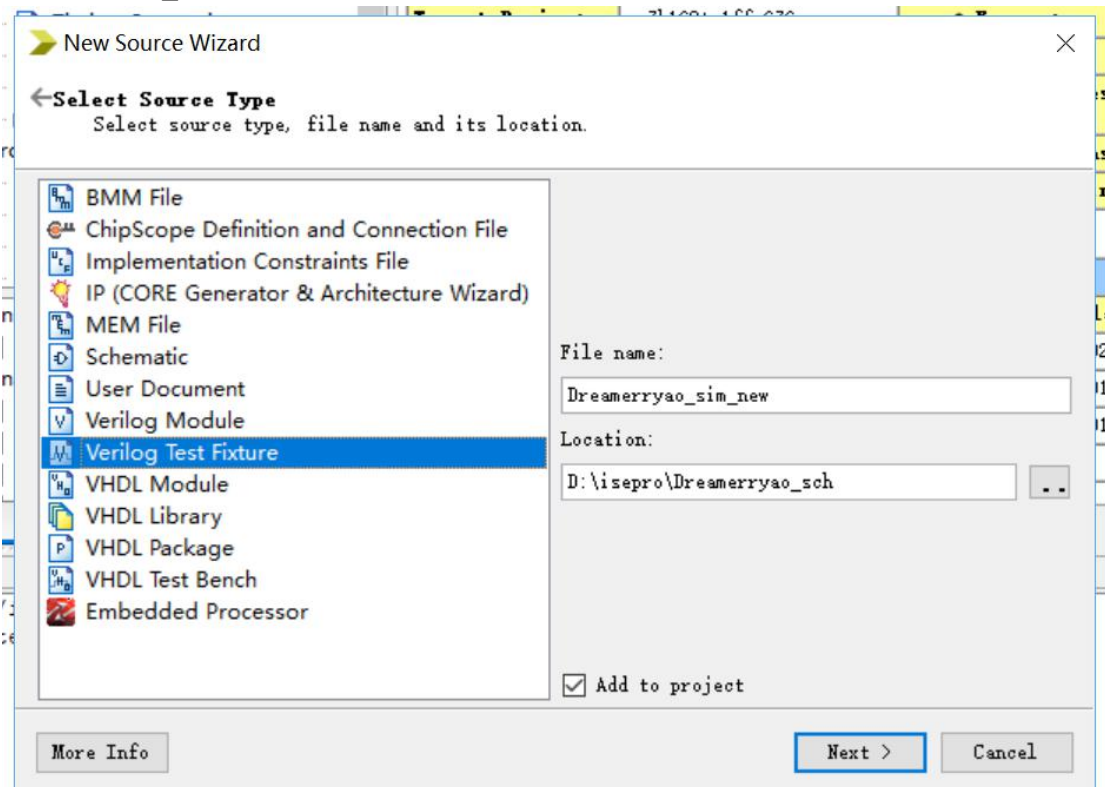 New Source Wizard
Select Source Type
Select source type, file name and its location.
BMM File
ChipScope Definition and Connection File
Implementation Constraints File
IP (CORE Generator & Architecture Wizard)
MEM File
Schematic
User Document
Verilog Module
Verilog Test Fixture
VHDL Module
VHDL Library
VHDL Package
VHDL Test Bench
Embedded Processor
File name:
Dreamerryao_sim_new
Location:
D:\isepro\Dreamerryao_sch
..
Add to project
More Info
Next >
Cancel